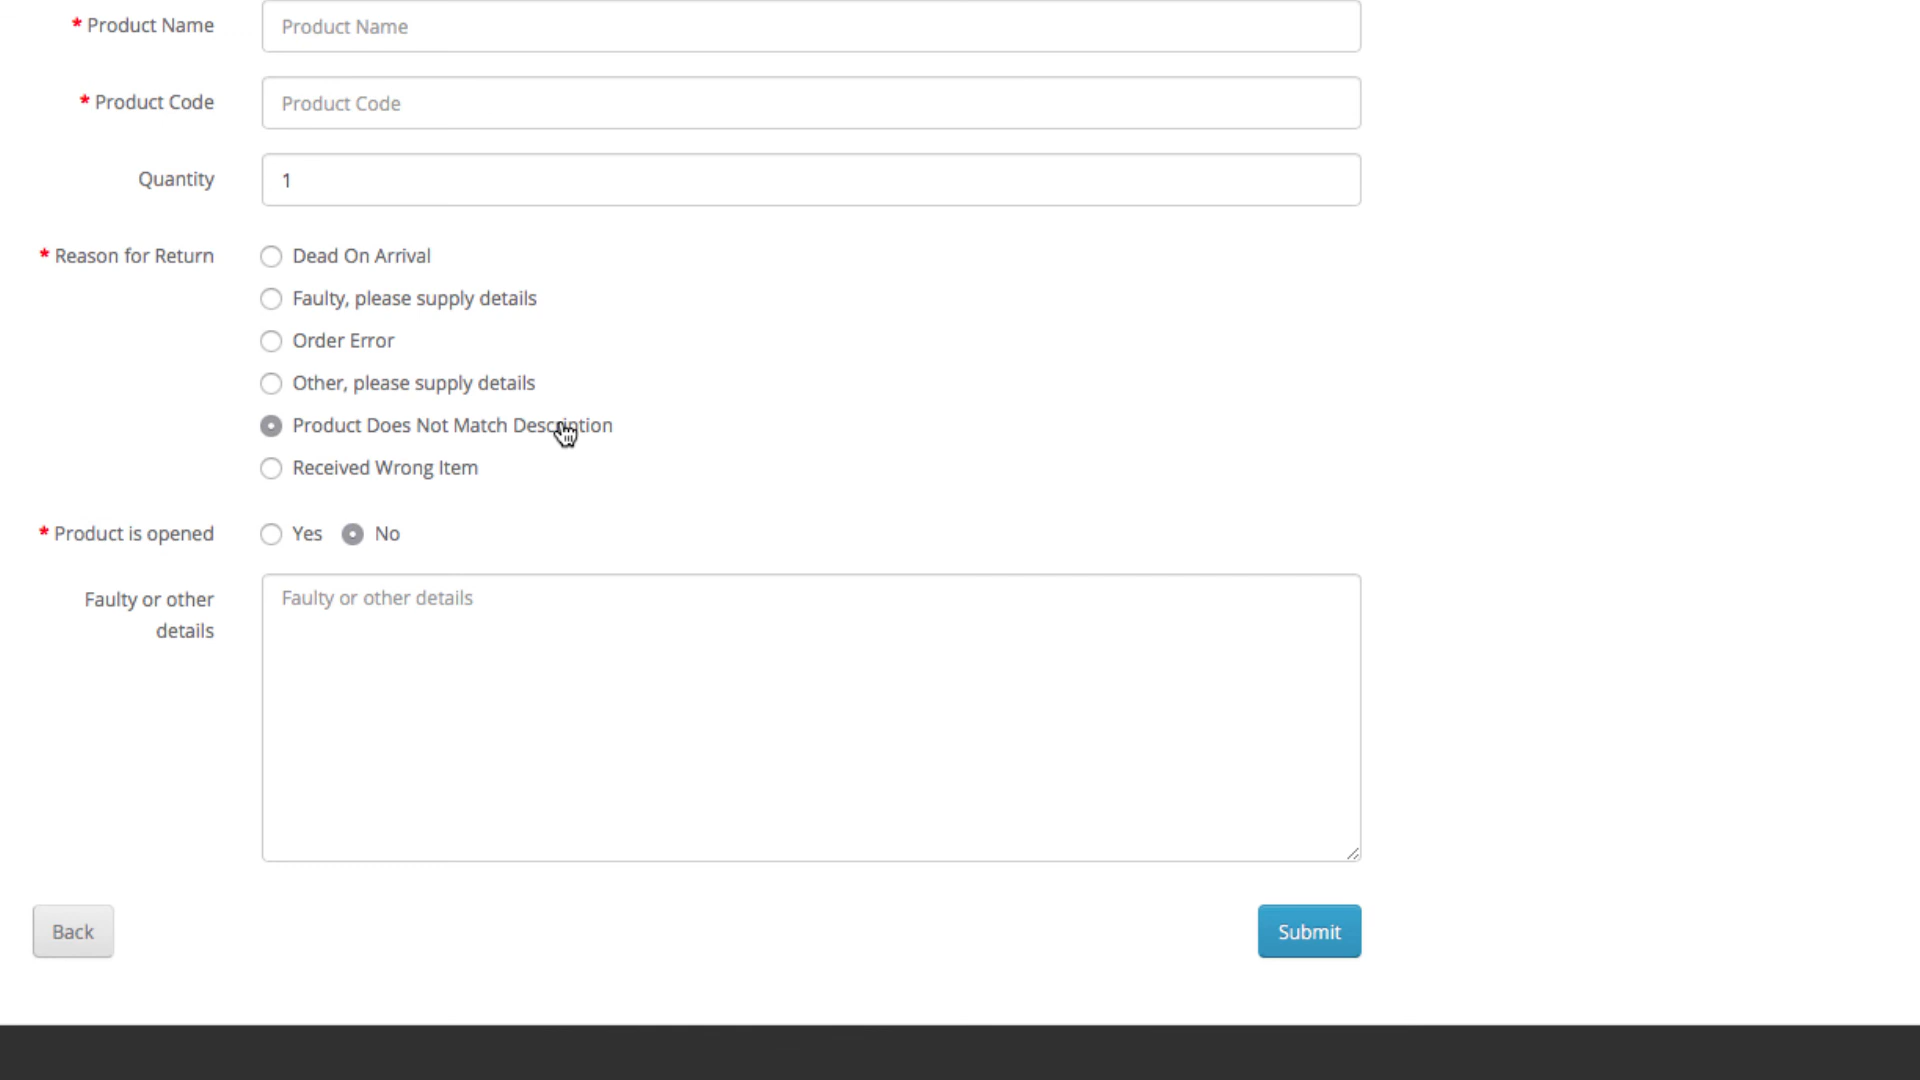 * Product Name
Product Name
* Product Code
Product Code
Quantity
1
* Reason for Return
Dead On Arrival
Faulty, please supply details
Order Error
Other, please supply details
Product Does Not Match Description
Received Wrong Item
* Product is opened
Yes No
Faulty or other
details
Faulty or other details
Back
Submit